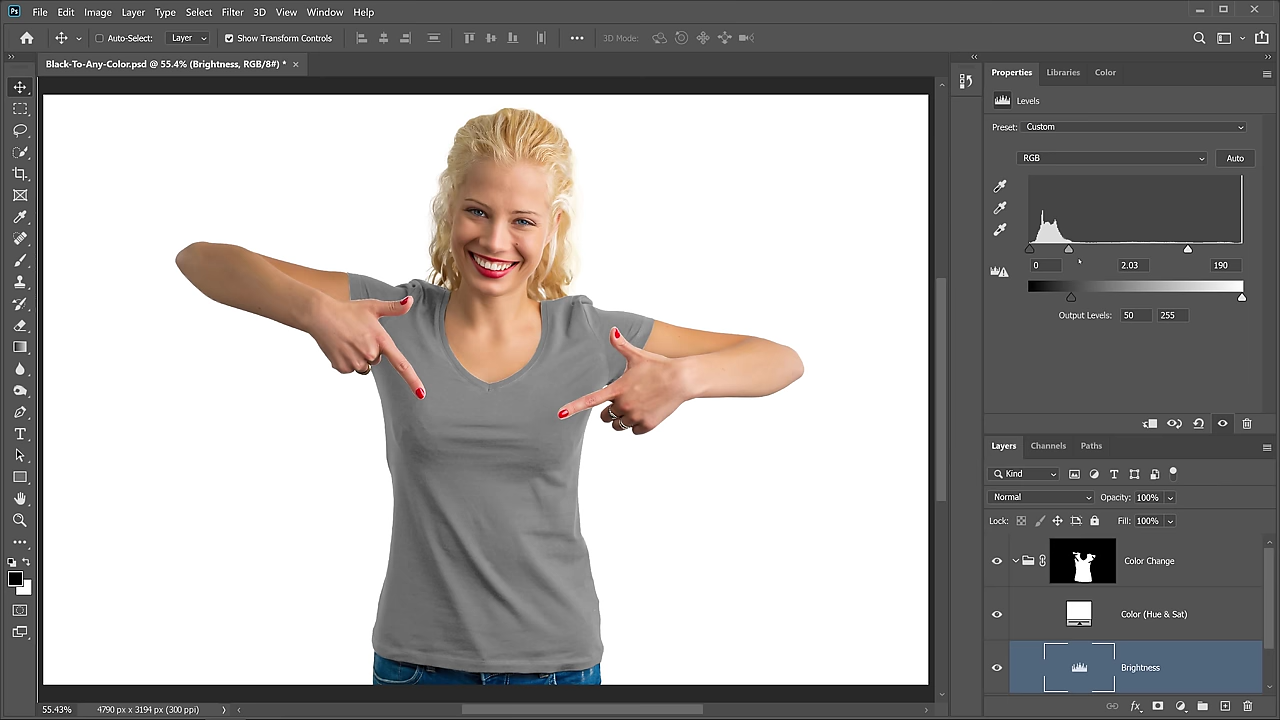 Ps File Edit Image Layer Type Select Filter 3D View Window Help
Auto-Select: Layer Show Transform Controls 3D Mode:
Black-To-Any-Color.psd @ 55.4% (Brightness, RGB/8#) * ×
Properties Libraries Color
Levels
Preset: Custom
RGB Auto
0 2.03 190
Output Levels: 50 255
Layers Channels Paths
Kind
Normal Opacity: 100%
Lock: Fill: 100%
Color Change
Color (Hue & Sat)
Brightness
55.43% 4790 px x 3194 px (300 ppi)